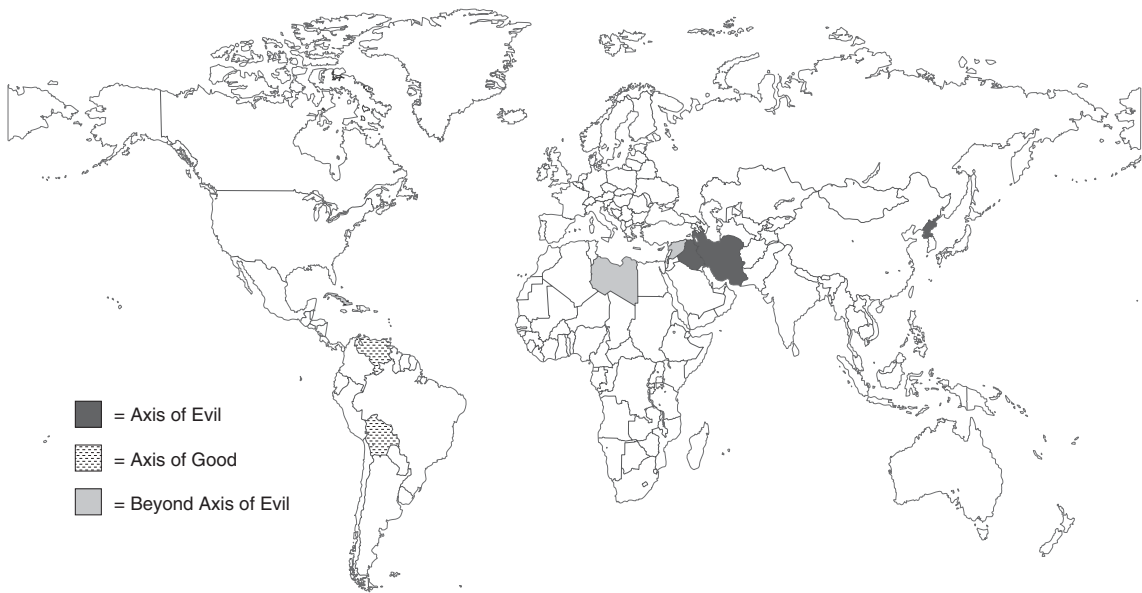 = Axis of Evil
= Axis of Good
= Beyond Axis of Evil